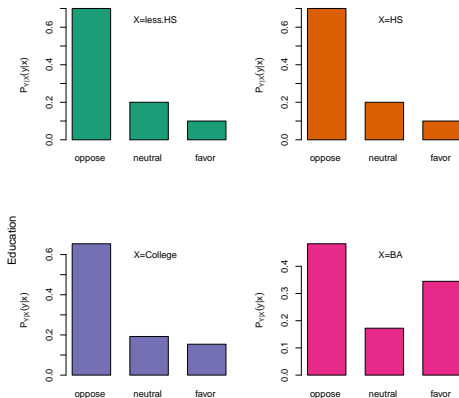 X=less.HS
P_{Y|X}(y|x)
0.0
0.2
0.4
0.6
oppose
neutral
favor
X=HS
P_{Y|X}(y|x)
0.0
0.2
0.4
0.6
oppose
neutral
favor
Education
X=College
P_{Y|X}(y|x)
0.0
0.2
0.4
0.6
oppose
neutral
favor
X=BA
P_{Y|X}(y|x)
0.0
0.1
0.2
0.3
0.4
oppose
neutral
favor